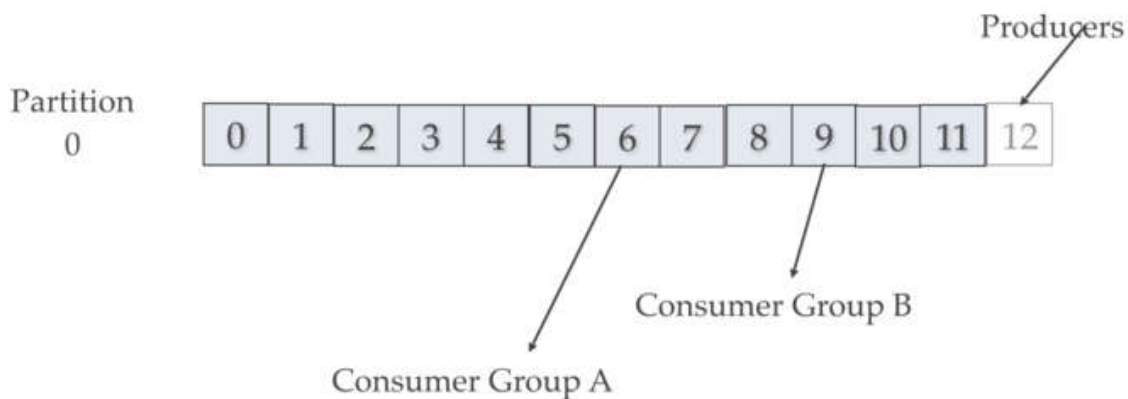 Producers
Partition
0
0 1 2 3 4 5 6 7 8 9 10 11 12
Consumer Group B
Consumer Group A